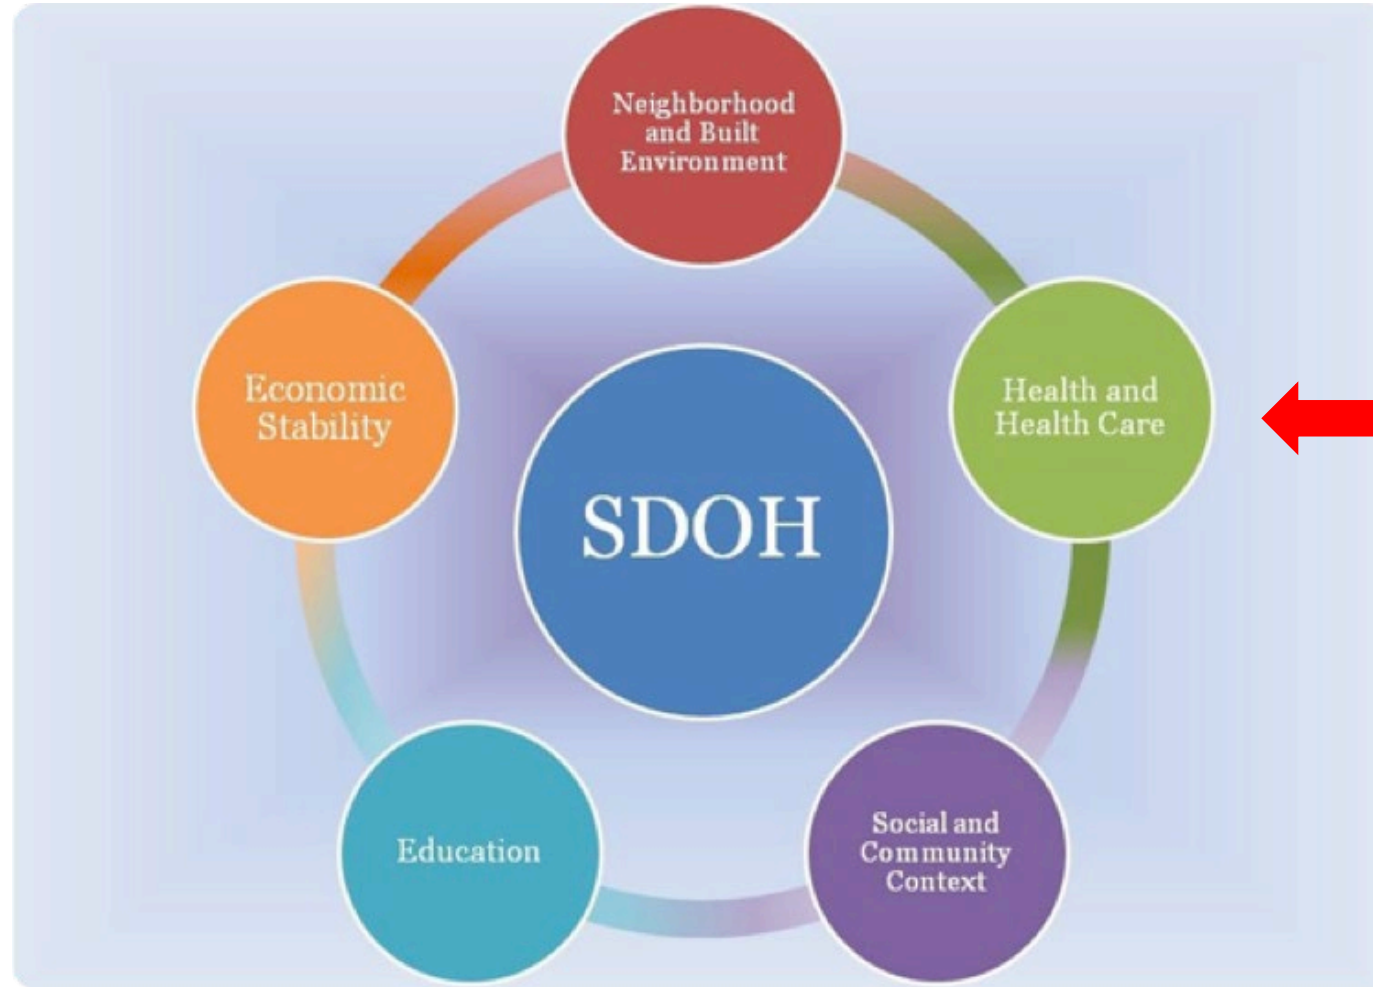 Neighborhood
and Built
Environment
Economic
Stability
Health and
Health Care
SDOH
Education
Social and
Community
Context